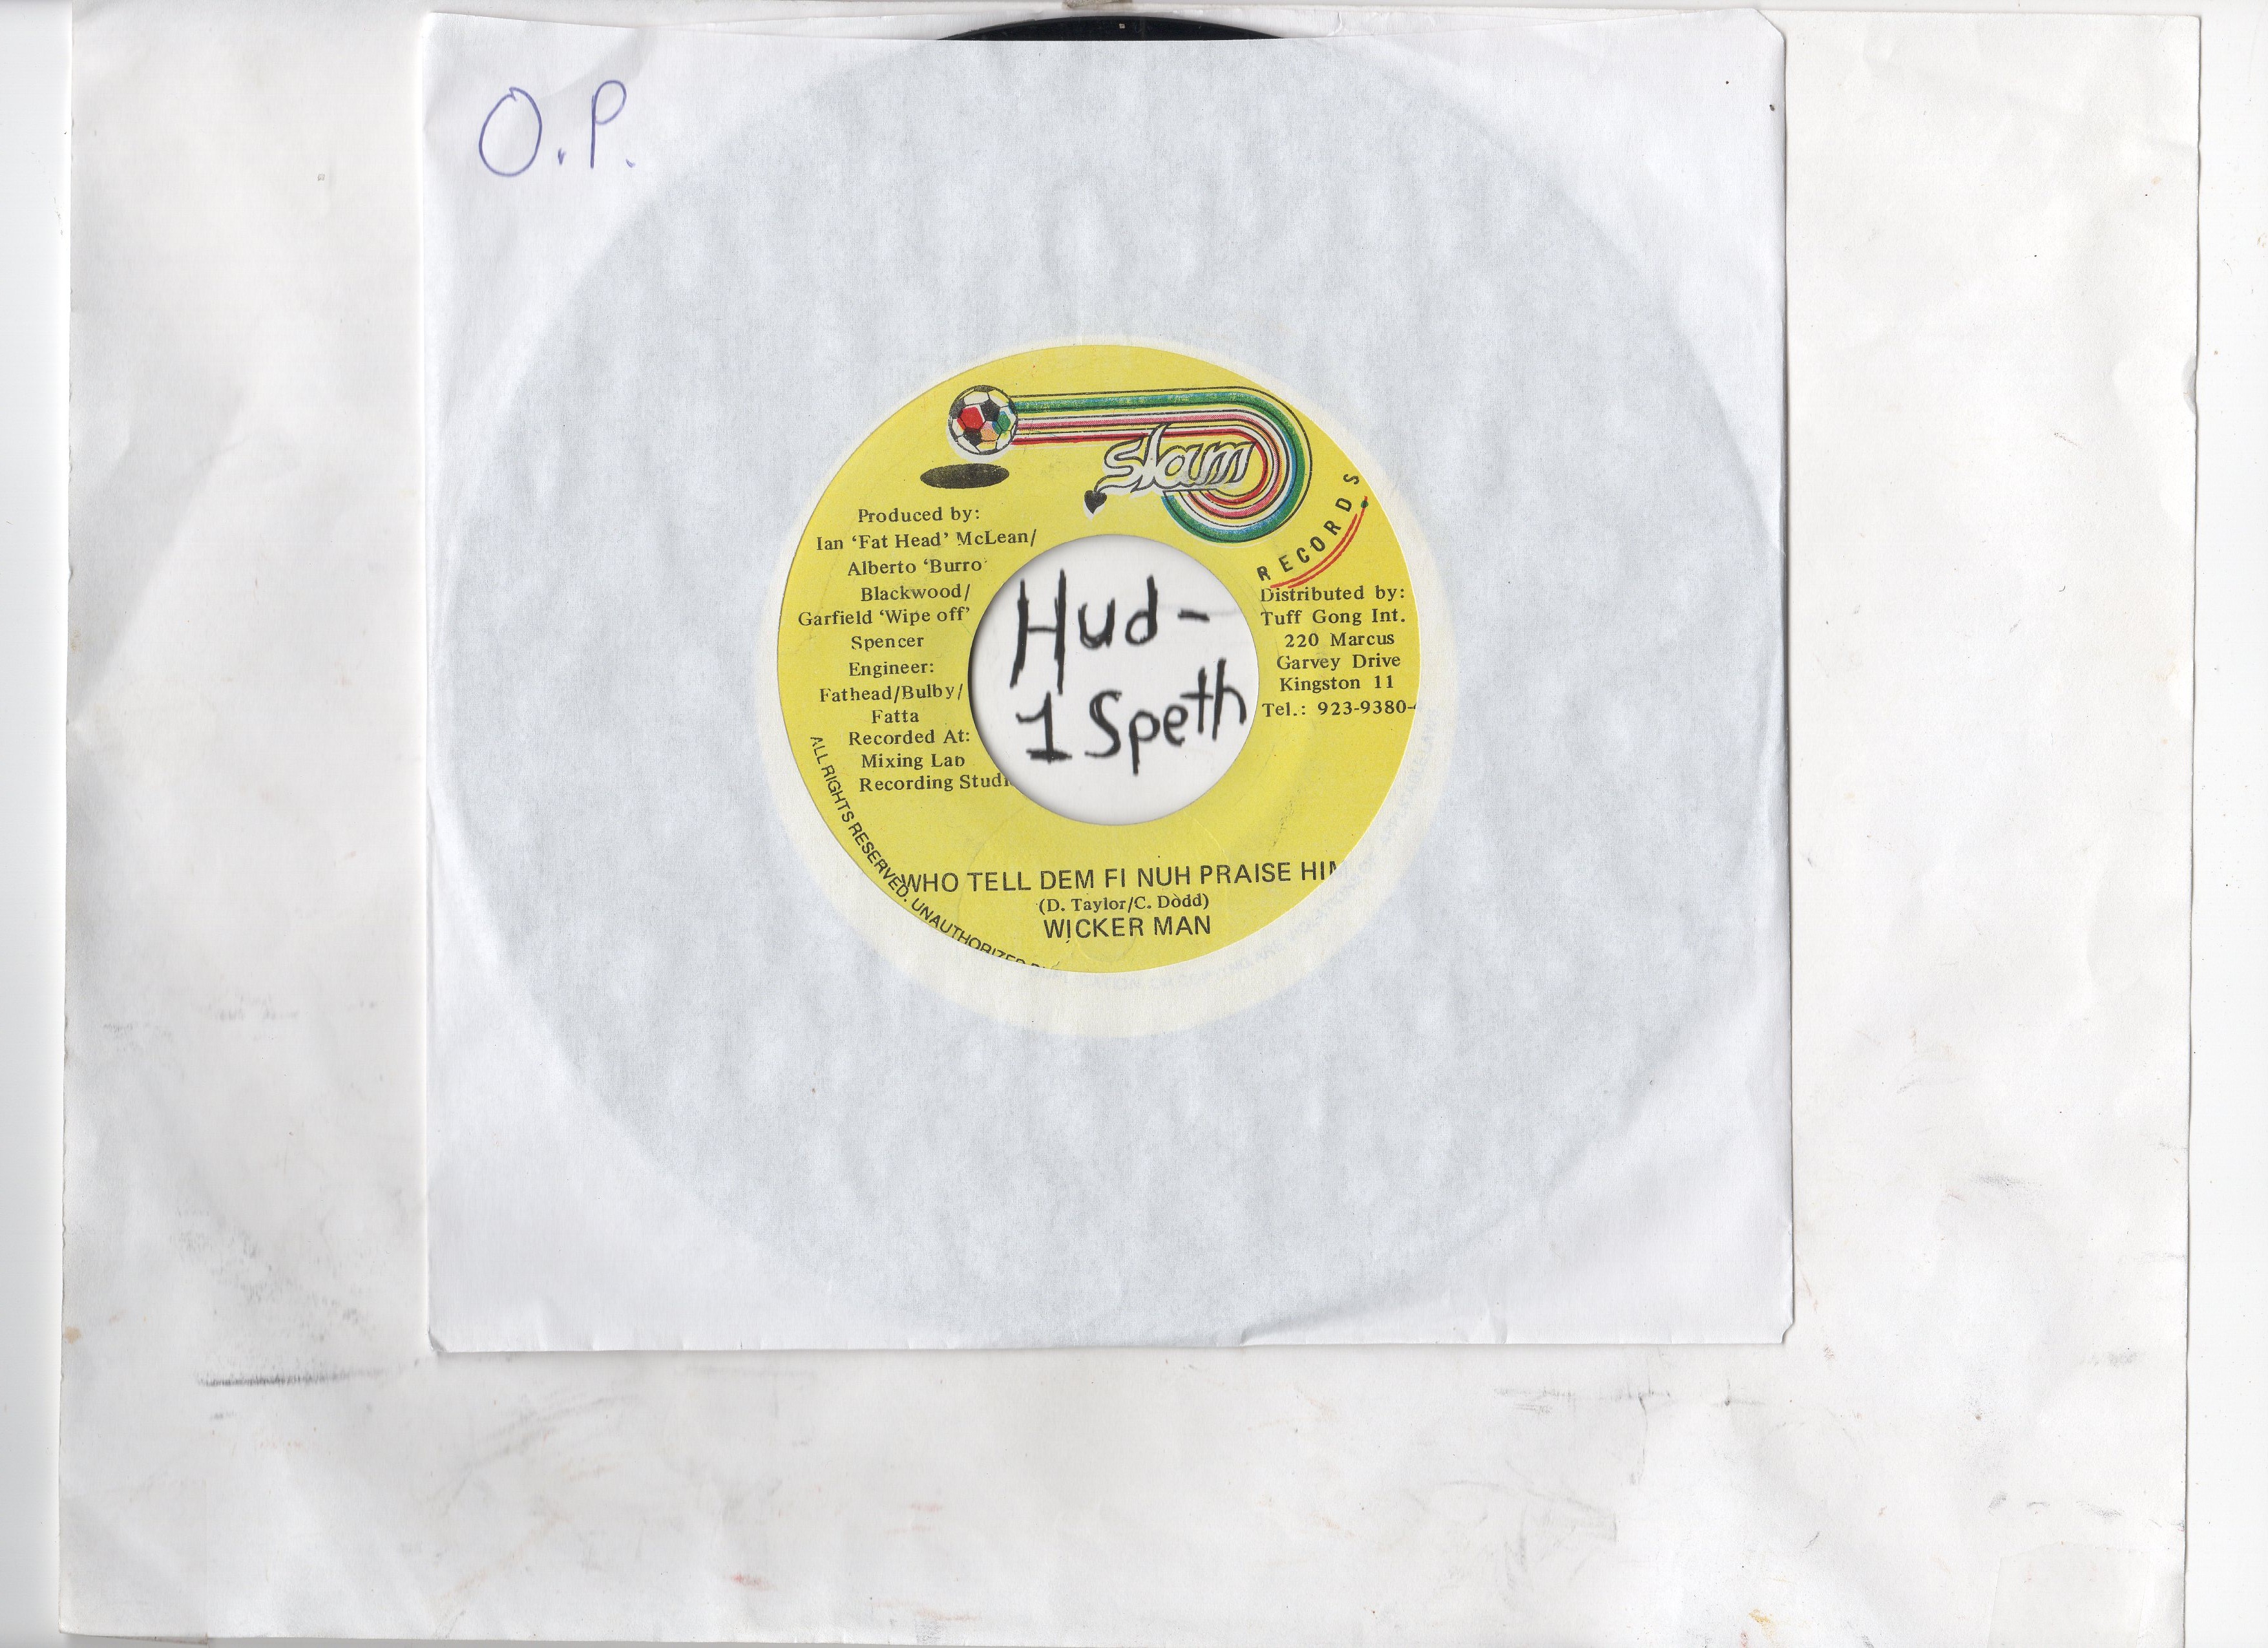 O.P.
Slam
RECORDS
Produced by:
Ian ‘Fat Head’ McLean/
Alberto ‘Burro’
Blackwood/
Garfield ‘Wipe off’
Spencer
Engineer:
Fathead/Bulby/
Fatta
Recorded At:
Mixing Lab
Recording Studi
Distributed by:
Tuff Gong Int.
220 Marcus
Garvey Drive
Kingston 11
Tel.: 923-9380-
Hud-
1 Speth
ALL RIGHTS RESERVED. UNAUTHORIZED
WHO TELL DEM FI NUH PRAISE HIM
(D. Taylor/C. Dodd)
WICKER MAN